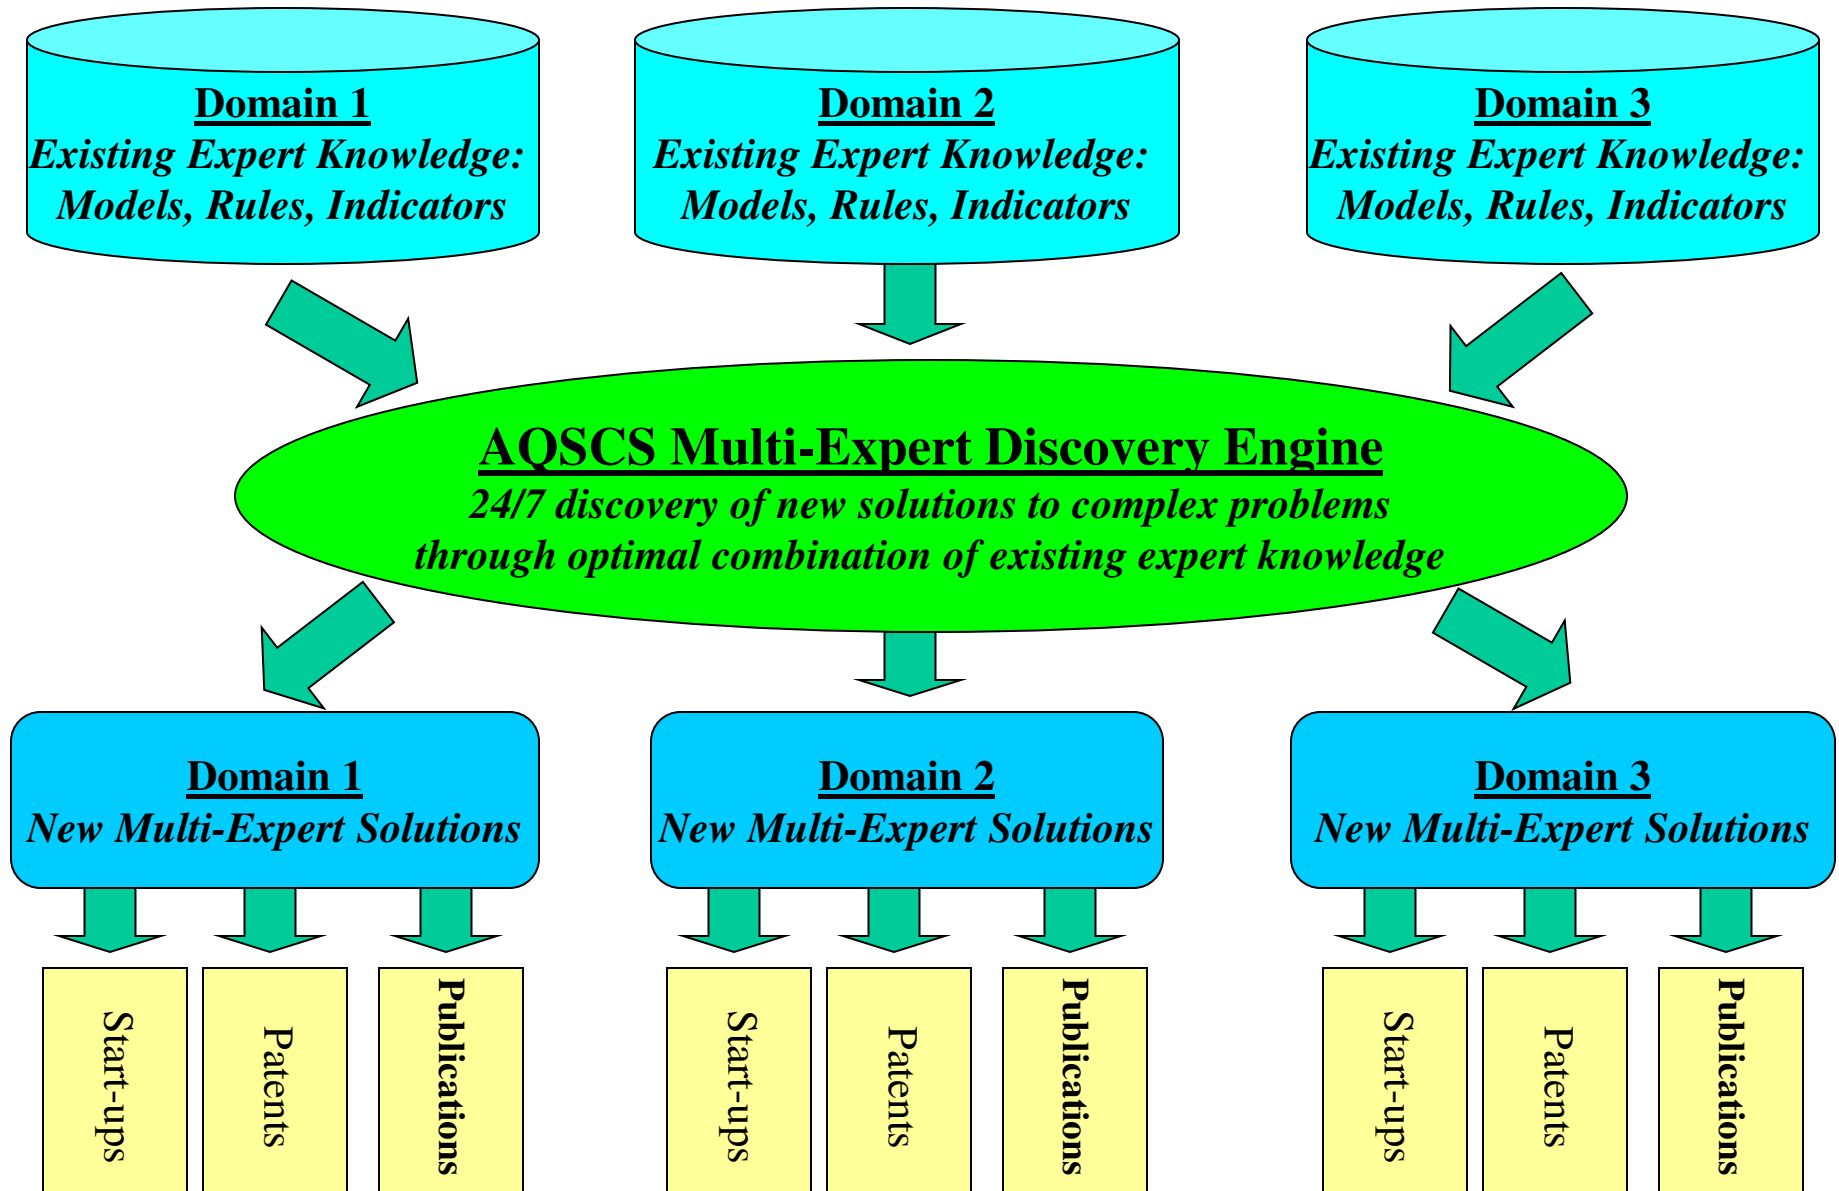 Domain 1
Existing Expert Knowledge:
Models, Rules, Indicators
Domain 2
Existing Expert Knowledge:
Models, Rules, Indicators
Domain 3
Existing Expert Knowledge:
Models, Rules, Indicators
AQSCS Multi-Expert Discovery Engine
24/7 discovery of new solutions to complex problems
through optimal combination of existing expert knowledge
Domain 1
New Multi-Expert Solutions
Domain 2
New Multi-Expert Solutions
Domain 3
New Multi-Expert Solutions
Start-ups
Patents
Publications
Start-ups
Patents
Publications
Start-ups
Patents
Publications